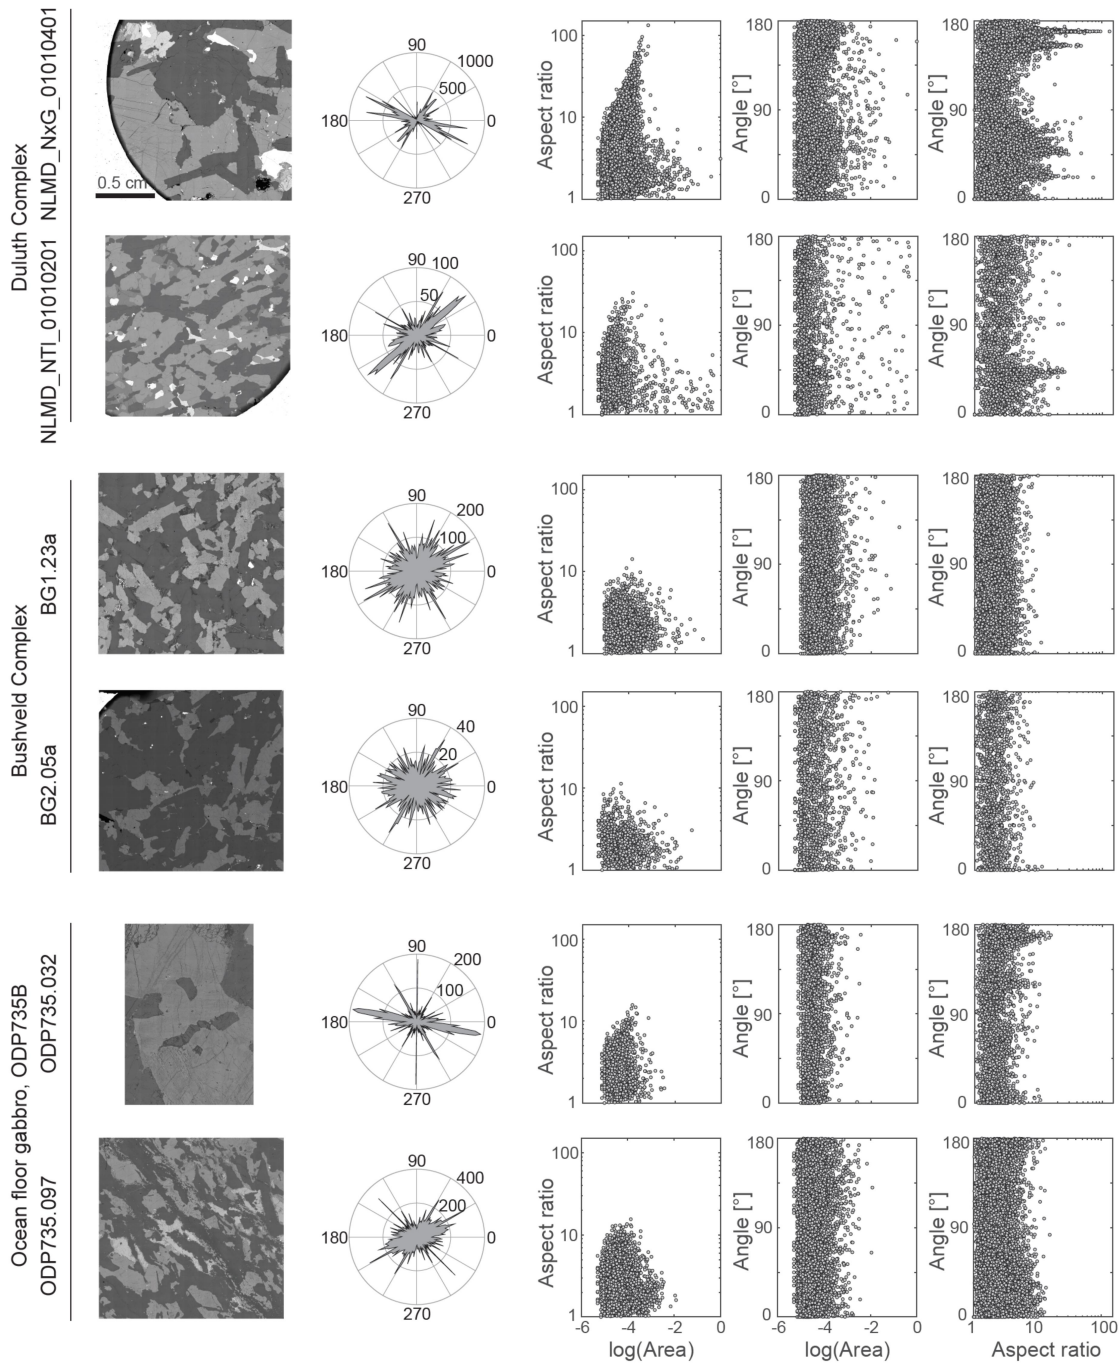 Duluth Complex
NLMD_NxG_01010401
0.5 cm
90
1000
500
180
0
270
Aspect ratio
100
10
1
Angle [°]
180
90
0
Angle [°]
180
90
0
NLMD_NTI_01010201
90
100
50
180
0
270
Aspect ratio
100
10
1
Angle [°]
180
90
0
Angle [°]
180
90
0
Bushveld Complex
BG1.23a
90
200
100
180
0
270
Aspect ratio
100
10
1
Angle [°]
180
90
0
Angle [°]
180
90
0
BG2.05a
90
40
20
180
0
270
Aspect ratio
100
10
1
Angle [°]
180
90
0
Angle [°]
180
90
0
Ocean floor gabbro, ODP735B
ODP735.032
90
200
100
180
0
270
Aspect ratio
100
10
1
Angle [°]
180
90
0
Angle [°]
180
90
0
ODP735.097
90
400
200
180
0
270
Aspect ratio
100
10
1
Angle [°]
180
90
0
Angle [°]
180
90
0
-6 -4 -2 0
log(Area)
-6 -4 -2 0
log(Area)
1 10 100
Aspect ratio